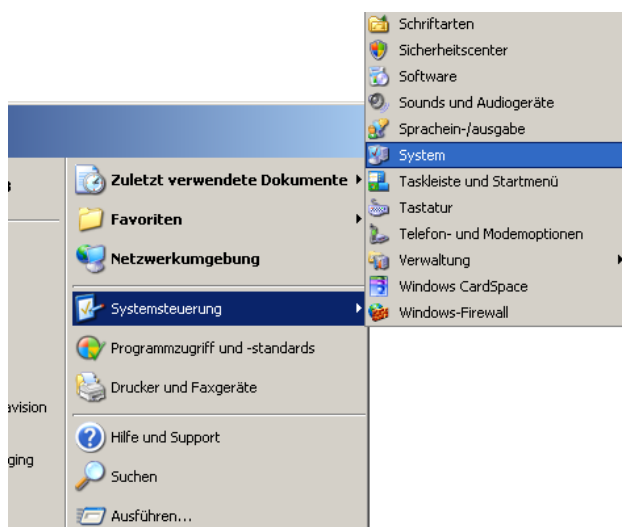 Schriftarten
Sicherheitscenter
Software
Sounds und Audiogeräte
Sprachein-/ausgabe
System
Taskleiste und Startmenü
Tastatur
Telefon- und Modemoptionen
Verwaltung
Windows CardSpace
Windows-Firewall
Zuletzt verwendete Dokumente
Favoriten
Netzwerkumgebung
Systemsteuerung
Programmzugriff und -standards
Drucker und Faxgeräte
Hilfe und Support
Suchen
Ausführen...
avision
ging